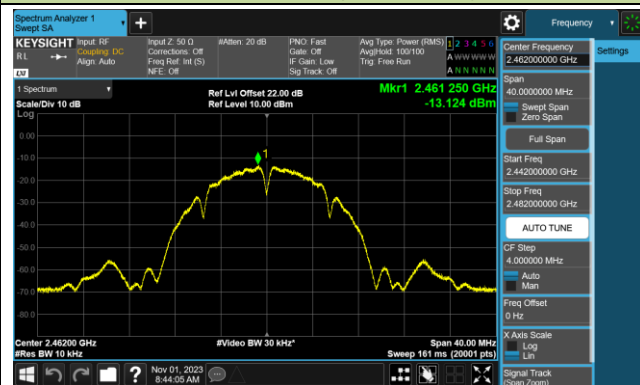 Spectrum Analyzer 1
Swept SA
Frequency
KEYSIGHT
RL
LXI
Input: RF
Coupling: DC
Align: Auto
Input Z: 50 Ω
Corrections: Off
Freq Ref: Int (S)
NFE: Off
#Atten: 20 dB
PNO: Fast
Gate: Off
IF Gain: Low
Sig Track: Off
Avg Type: Power (RMS)
Avg|Hold: 100/100
Trig: Free Run
1 2 3 4 5 6
A W W W W W
A N N N N N
1 Spectrum
Scale/Div 10 dB
Log
Ref Lvl Offset 22.00 dB
Ref Level 10.00 dBm
Mkr1 2.461 250 GHz
-13.124 dBm
1
0.00
-10.0
-20.0
-30.0
-40.0
-50.0
-60.0
-70.0
-80.0
Center 2.46200 GHz
#Res BW 10 kHz
#Video BW 30 kHz*
Span 40.00 MHz
Sweep 161 ms (20001 pts)
Nov 01, 2023
8:44:05 AM
Center Frequency
2.462000000 GHz
Settings
Span
40.0000000 MHz
Swept Span
Zero Span
Full Span
Start Freq
2.442000000 GHz
Stop Freq
2.482000000 GHz
AUTO TUNE
CF Step
4.000000 MHz
Auto
Man
Freq Offset
0 Hz
X Axis Scale
Log
Lin
Signal Track
(Span Zoom)